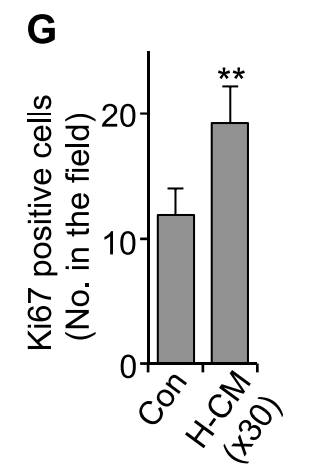 G
Ki67 positive cells
(No. in the field)
20
10
0
**
Con
H-CM
(x30)